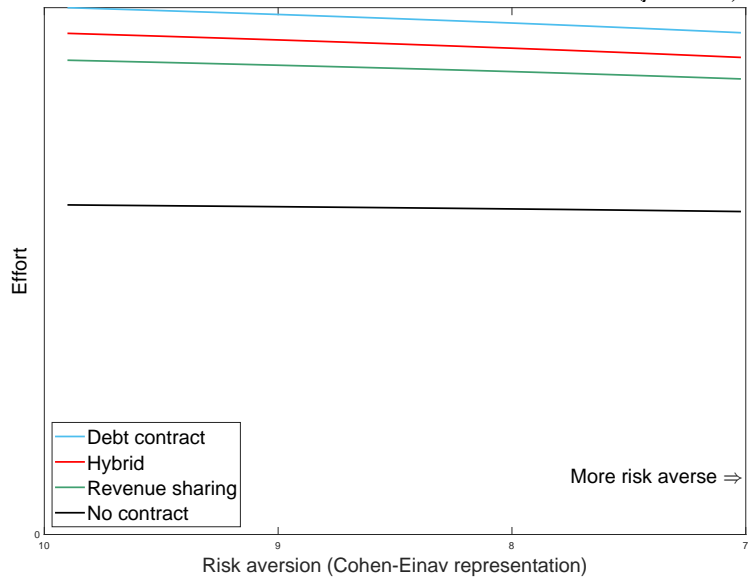 Effort
Debt contract
Hybrid
Revenue sharing
No contract
More risk averse ⇒
0
10
9
8
7
Risk aversion (Cohen-Einav representation)